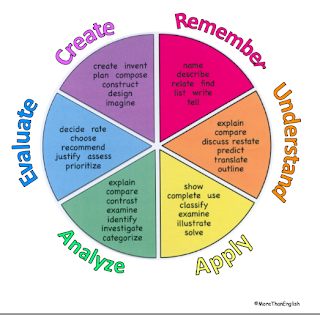 Create
create invent
plan compose
construct
design
imagine
Remember
name
describe
relate find
list write
tell
Understand
explain
compare
discuss restate
predict
translate
outline
Apply
show
complete use
classify
examine
illustrate
solve
Analyze
explain
compare
contrast
examine
identify
investigate
categorize
Evaluate
decide rate
choose
recommend
justify assess
prioritize
©MoreThanEnglish